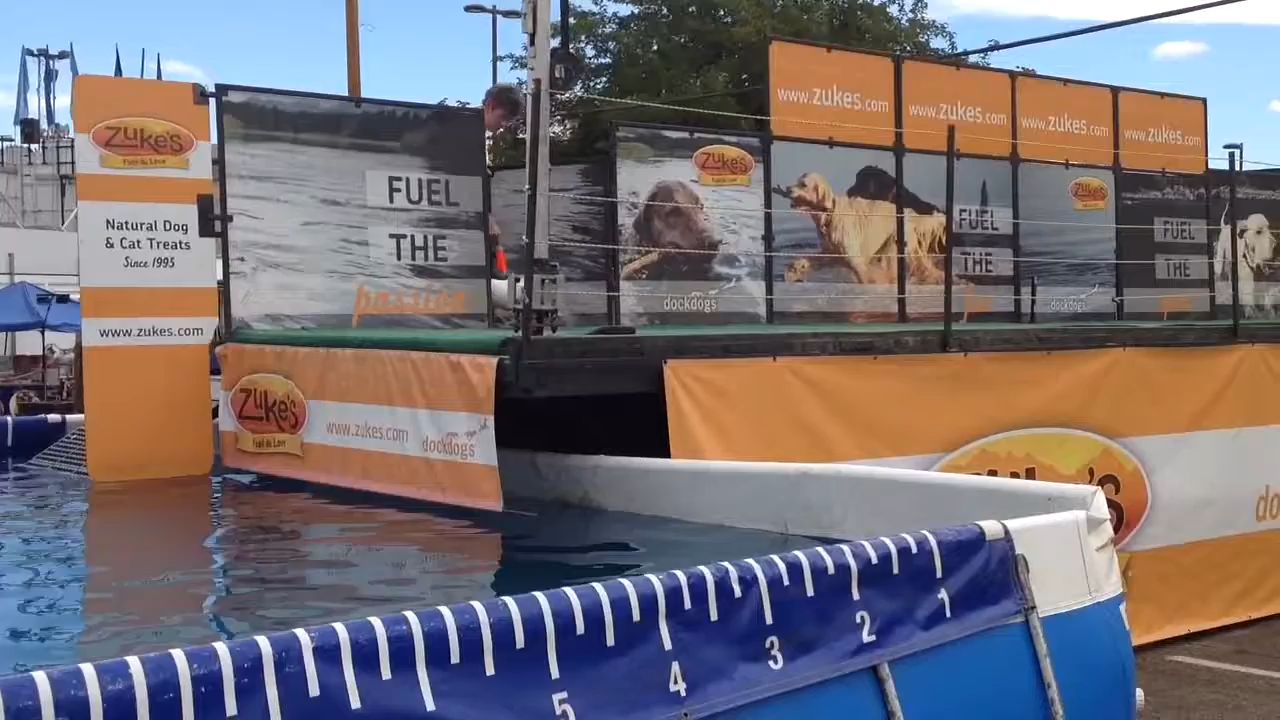 Zuke's
Fuel du Love
Natural Dog
& Cat Treats
Since 1995
www.zukes.com
FUEL
THE
passion
Zuke's
Fuel du Love
www.zukes.com
dockdogs
www.zukes.com
www.zukes.com
www.zukes.com
www.zukes.com
Zuke's
dockdogs
FUEL
THE
Zuke's
dockdogs
FUEL
THE
1
2
3
4
5